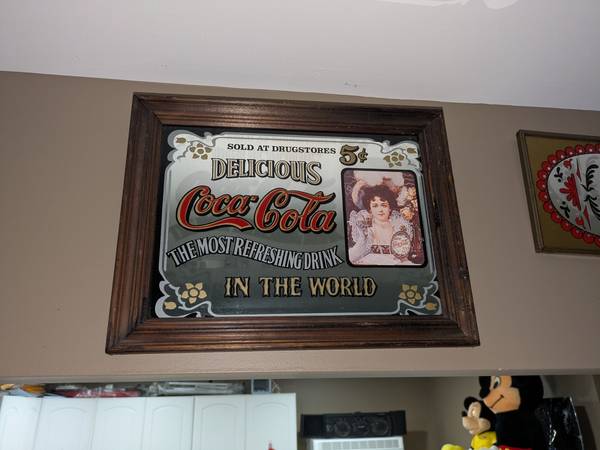 SOLD AT DRUGSTORES 5¢
DELICIOUS
Coca-Cola
THE MOST REFRESHING DRINK
IN THE WORLD